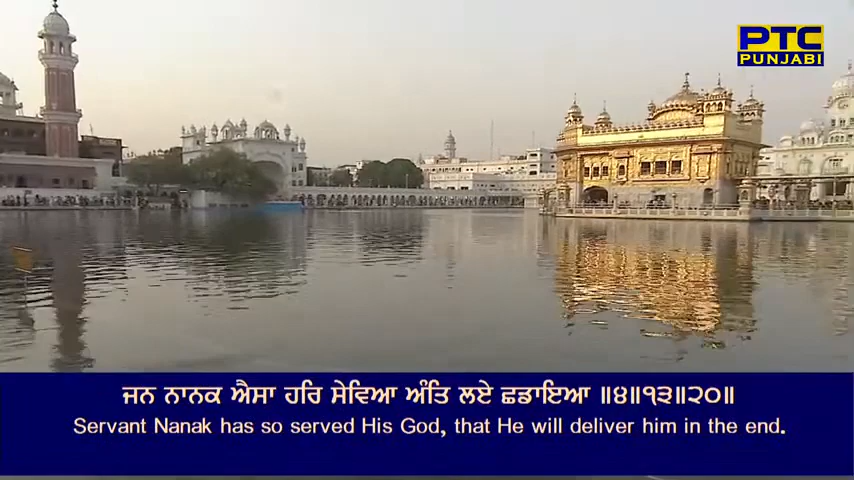 PTC
PUNJABI
ਜਨ ਨਾਨਕ ਐਸਾ ਹਰਿ ਸੇਵਿਆ ਅੰਤਿ ਲਏ ਛਡਾਇਆ ॥੪॥੧੩॥੨੦॥
Servant Nanak has so served His God, that He will deliver him in the end.